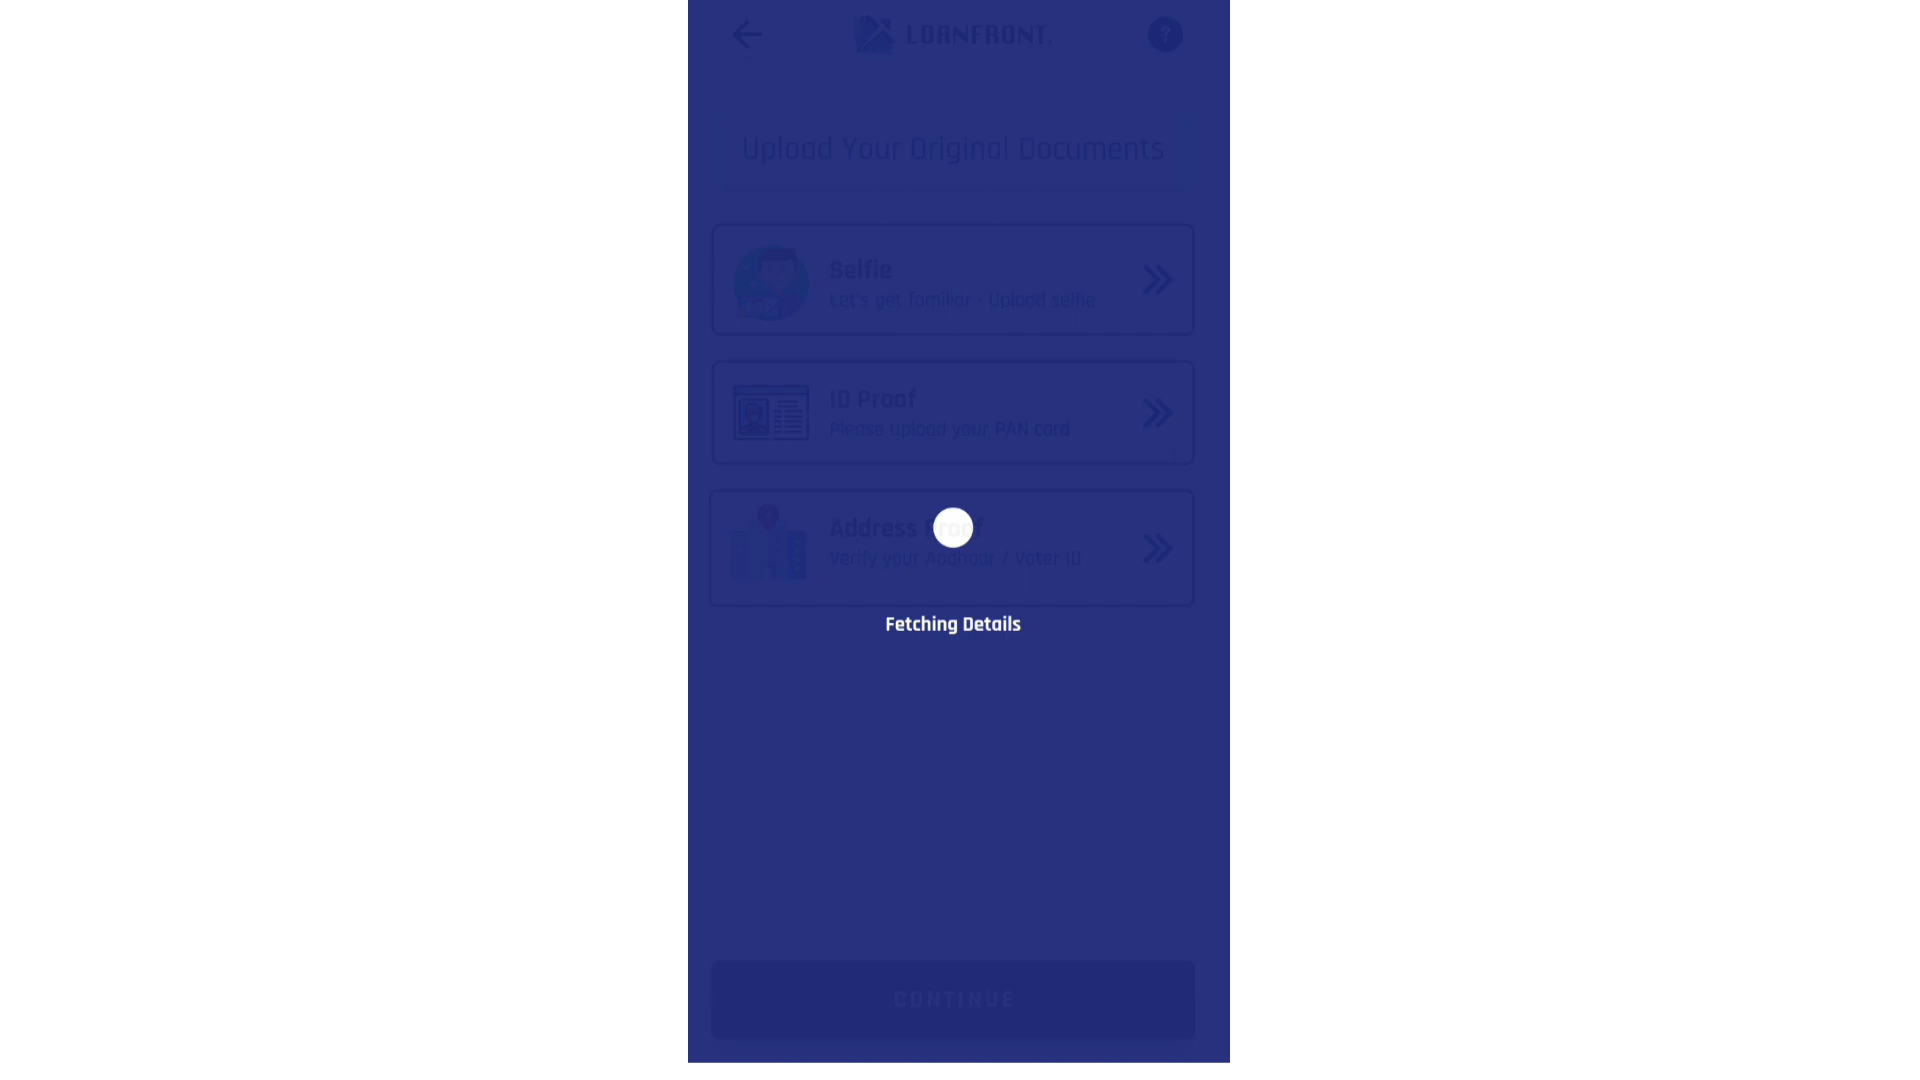 LOANFRONT
?
Upload Your Original Documents
Selfie
Let's get familiar - Upload selfie
ID Proof
Please upload your PAN card
Address Proof
Verify your Aadhaar / Voter ID
Fetching Details
CONTINUE